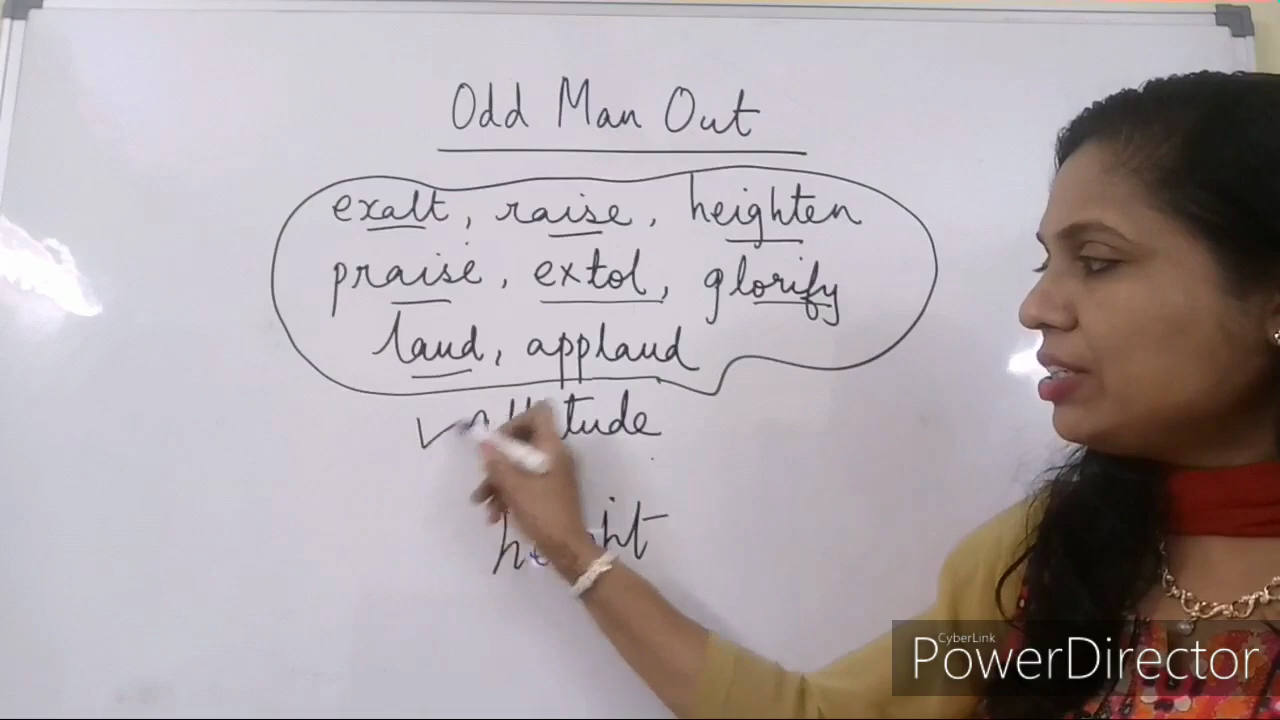 Odd Man Out
exalt, raise, heighten
praise, extol, glorify
laud, applaud
CyberLink
PowerDirector